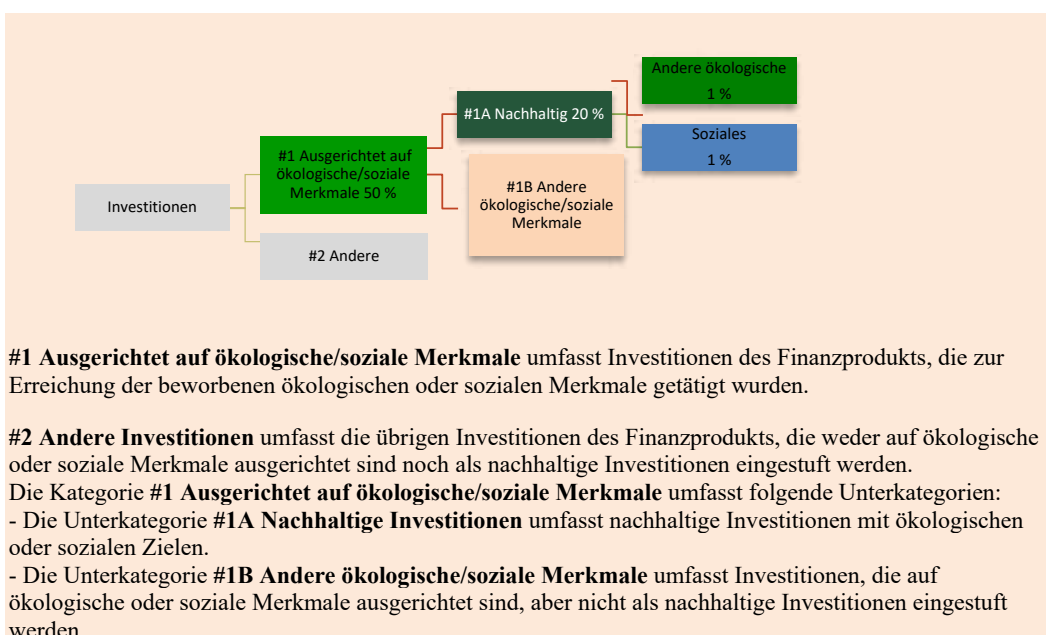 Andere ökologische
1 %
#1A Nachhaltig 20 %
Soziales
1 %
#1 Ausgerichtet auf
ökologische/soziale
Merkmale 50 %
#1B Andere
ökologische/soziale
Merkmale
Investitionen
#2 Andere
#1 Ausgerichtet auf ökologische/soziale Merkmale umfasst Investitionen des Finanzprodukts, die zur
Erreichung der beworbenen ökologischen oder sozialen Merkmale getätigt wurden.
#2 Andere Investitionen umfasst die übrigen Investitionen des Finanzprodukts, die weder auf ökologische
oder soziale Merkmale ausgerichtet sind noch als nachhaltige Investitionen eingestuft werden.
Die Kategorie #1 Ausgerichtet auf ökologische/soziale Merkmale umfasst folgende Unterkategorien:
- Die Unterkategorie #1A Nachhaltige Investitionen umfasst nachhaltige Investitionen mit ökologischen
oder sozialen Zielen.
- Die Unterkategorie #1B Andere ökologische/soziale Merkmale umfasst Investitionen, die auf
ökologische oder soziale Merkmale ausgerichtet sind, aber nicht als nachhaltige Investitionen eingestuft
werden